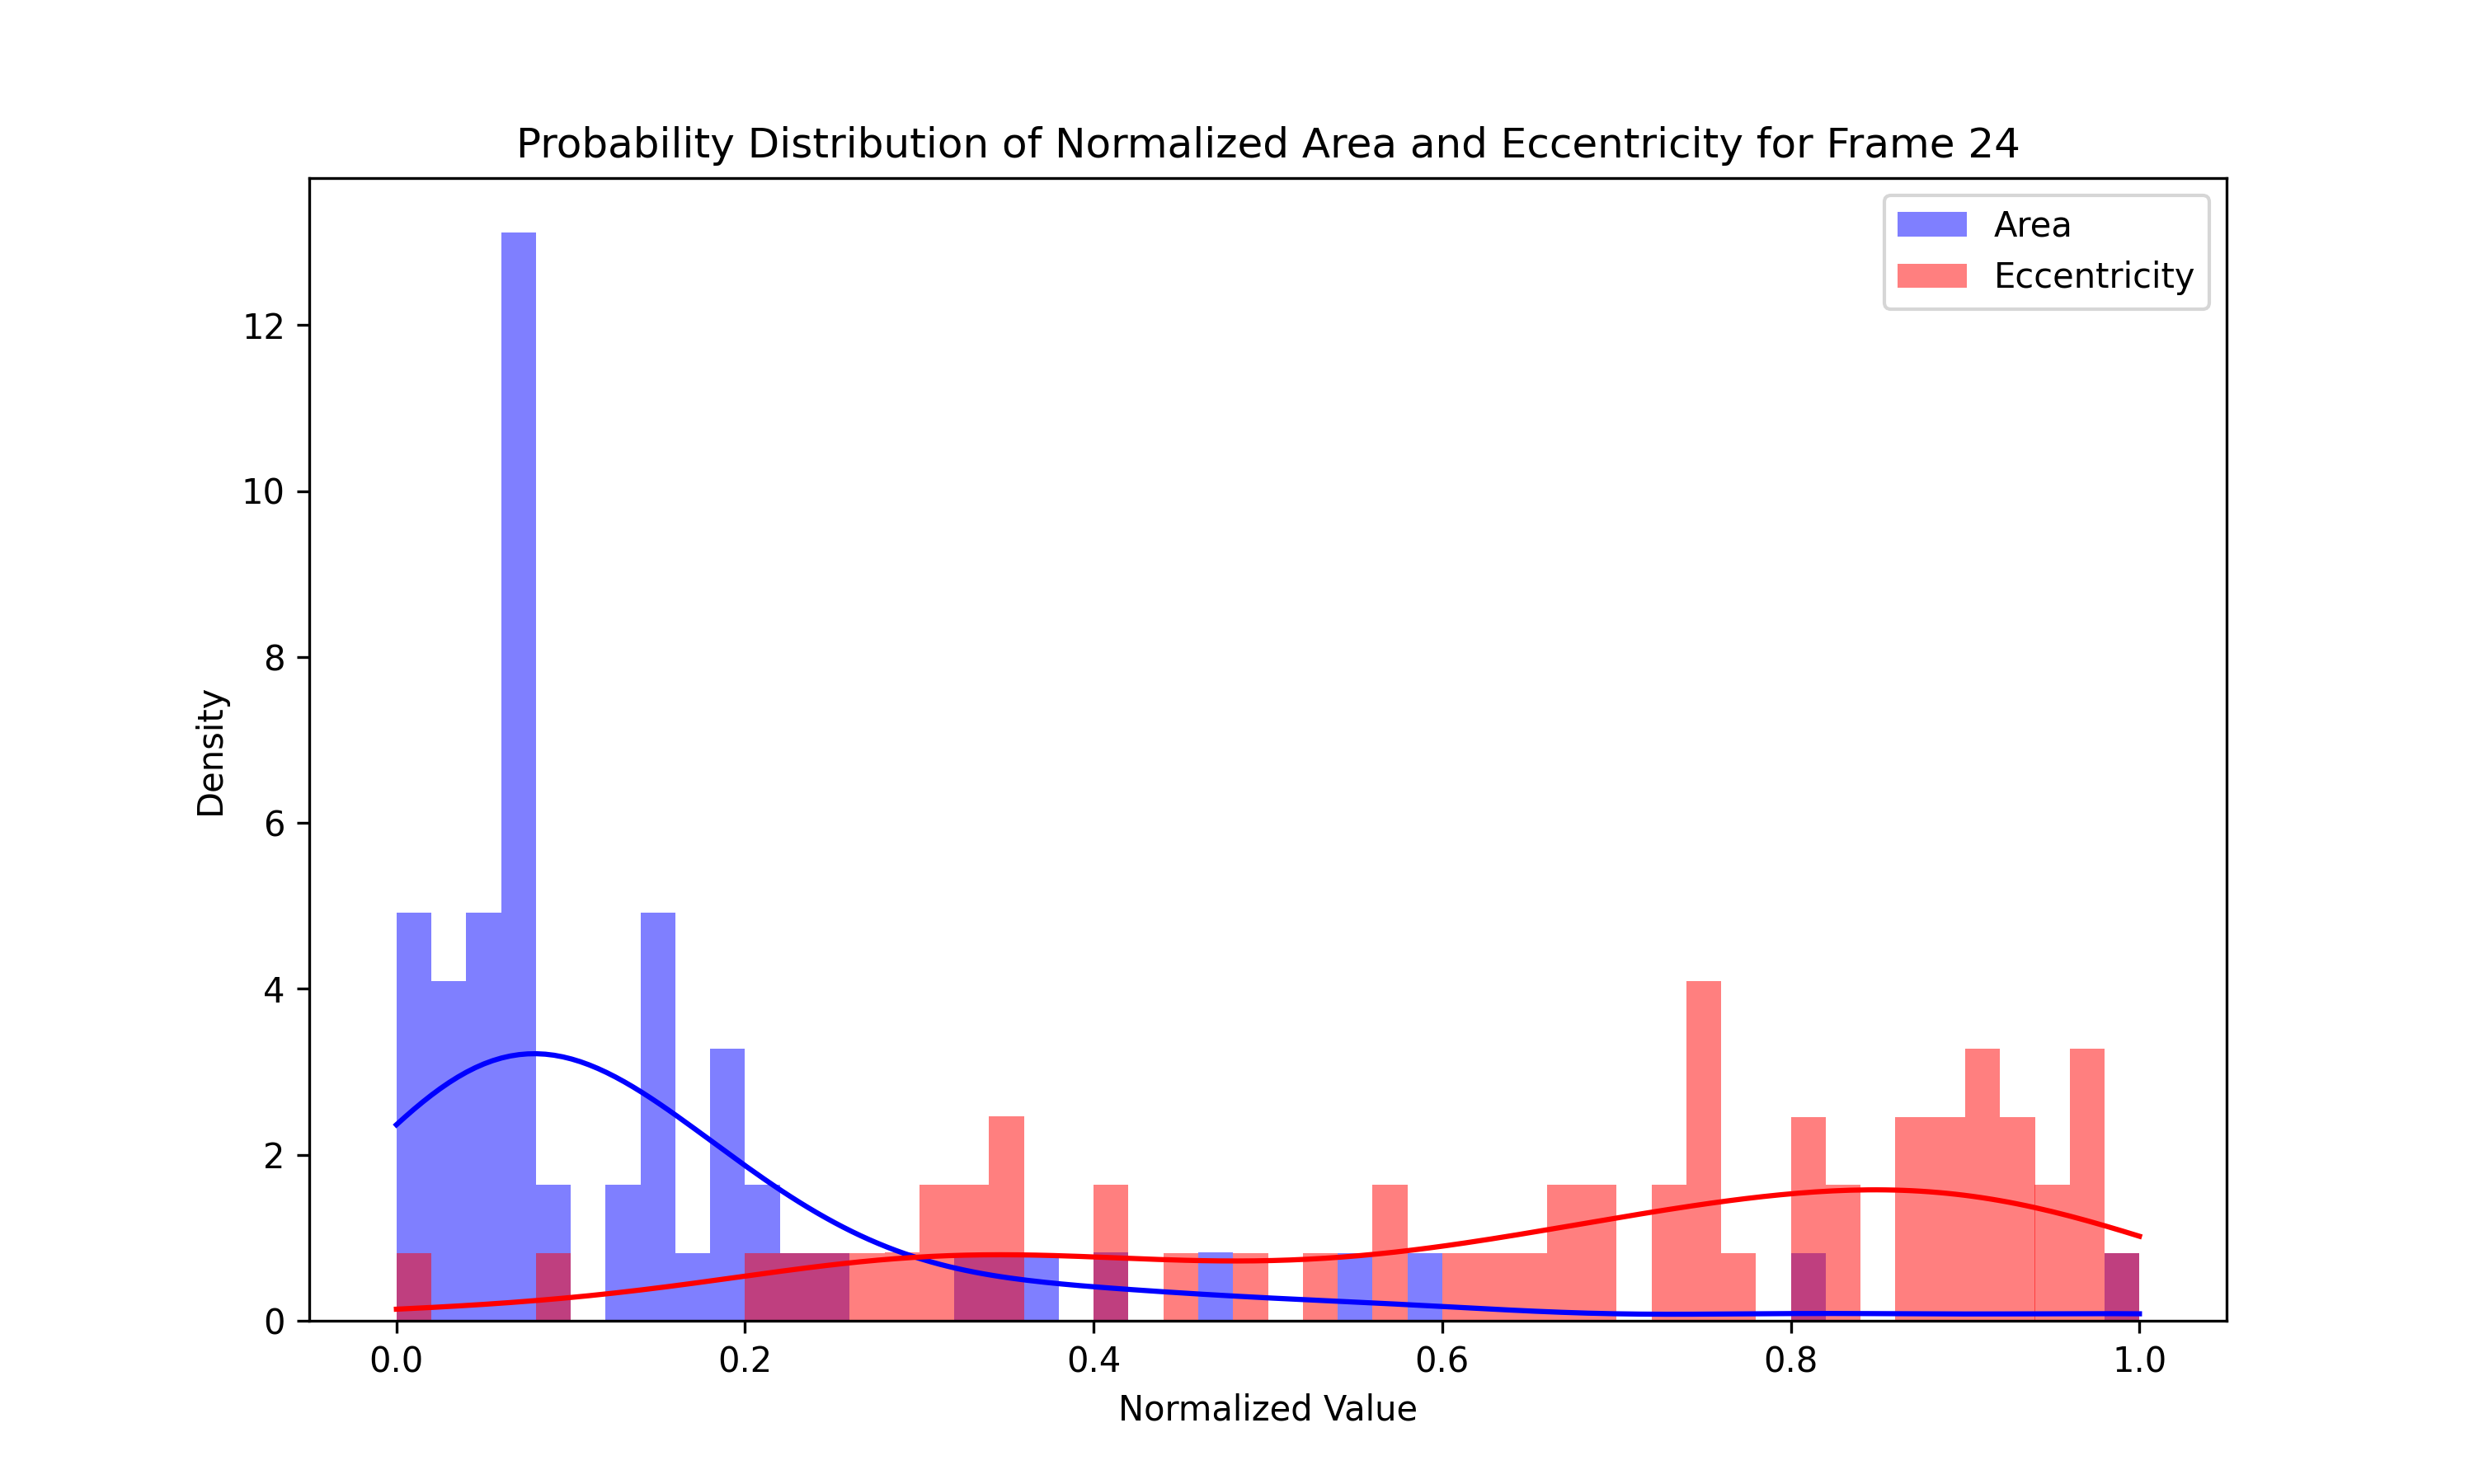 Probability Distribution of Normalized Area and Eccentricity for Frame 24
Area
Eccentricity
12
10
8
6
4
2
0
Density
0.0 0.2 0.4 0.6 0.8 1.0
Normalized Value